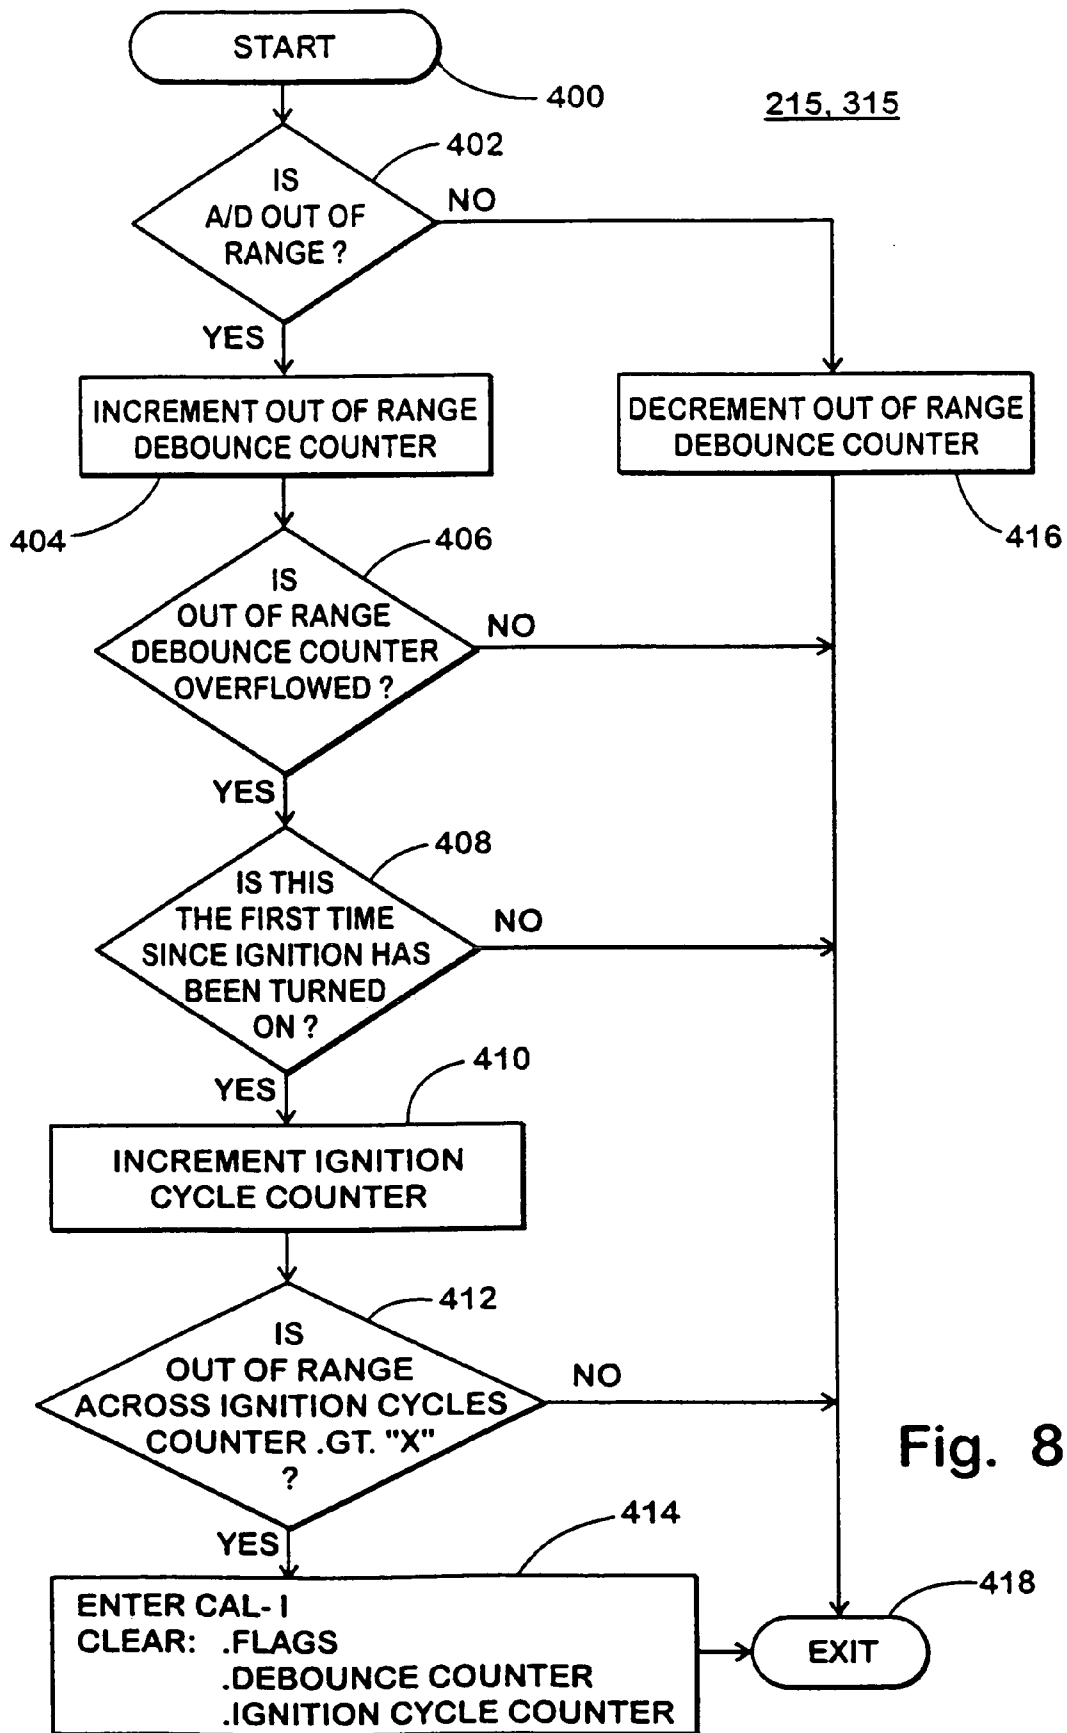 START
400
215, 315
402
IS
A/D OUT OF
RANGE ?
NO
YES
INCREMENT OUT OF RANGE
DEBOUNCE COUNTER
404
DECREMENT OUT OF RANGE
DEBOUNCE COUNTER
416
406
IS
OUT OF RANGE
DEBOUNCE COUNTER
OVERFLOWED ?
NO
YES
408
IS THIS
THE FIRST TIME
SINCE IGNITION HAS
BEEN TURNED
ON ?
NO
YES
410
INCREMENT IGNITION
CYCLE COUNTER
412
IS
OUT OF RANGE
ACROSS IGNITION CYCLES
COUNTER .GT. "X"
?
NO
YES
Fig. 8
414
ENTER CAL- I
CLEAR: .FLAGS
.DEBOUNCE COUNTER
.IGNITION CYCLE COUNTER
418
EXIT